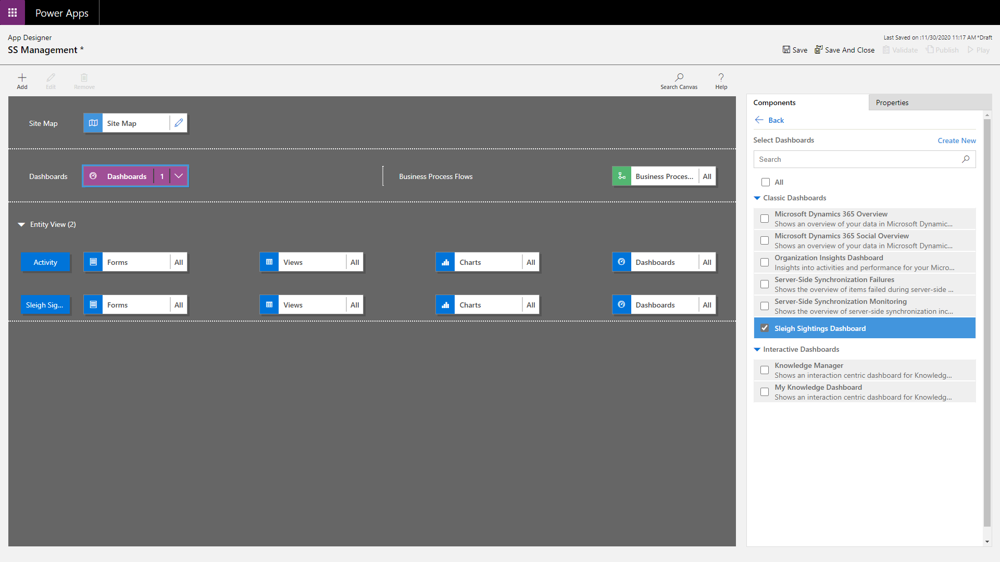 Power Apps
App Designer
SS Management *
Last Saved on :11/30/2020 11:17 AM *Draft
Save
Save And Close
Validate
Publish
Play
Add
Edit
Remove
Search Canvas
Help
Site Map
Site Map
Dashboards
Dashboards 1
Business Process Flows
Business Proces... All
Entity View (2)
Activity
Forms All
Views All
Charts All
Dashboards All
Sleigh Sig...
Forms All
Views All
Charts All
Dashboards All
Components
Properties
Back
Select Dashboards
Create New
Search
All
Classic Dashboards
Microsoft Dynamics 365 Overview
Shows an overview of your data in Microsoft Dynamic...
Microsoft Dynamics 365 Social Overview
Shows an overview of your data in Microsoft Dynamic...
Organization Insights Dashboard
Insights into activities and performance for your Micro...
Server-Side Synchronization Failures
Shows the overview of items failed during server-side ...
Server-Side Synchronization Monitoring
Shows the overview of server-side synchronization inc...
Sleigh Sightings Dashboard
Interactive Dashboards
Knowledge Manager
Shows an interaction centric dashboard for Knowledg...
My Knowledge Dashboard
Shows an interaction centric dashboard for Knowledg...